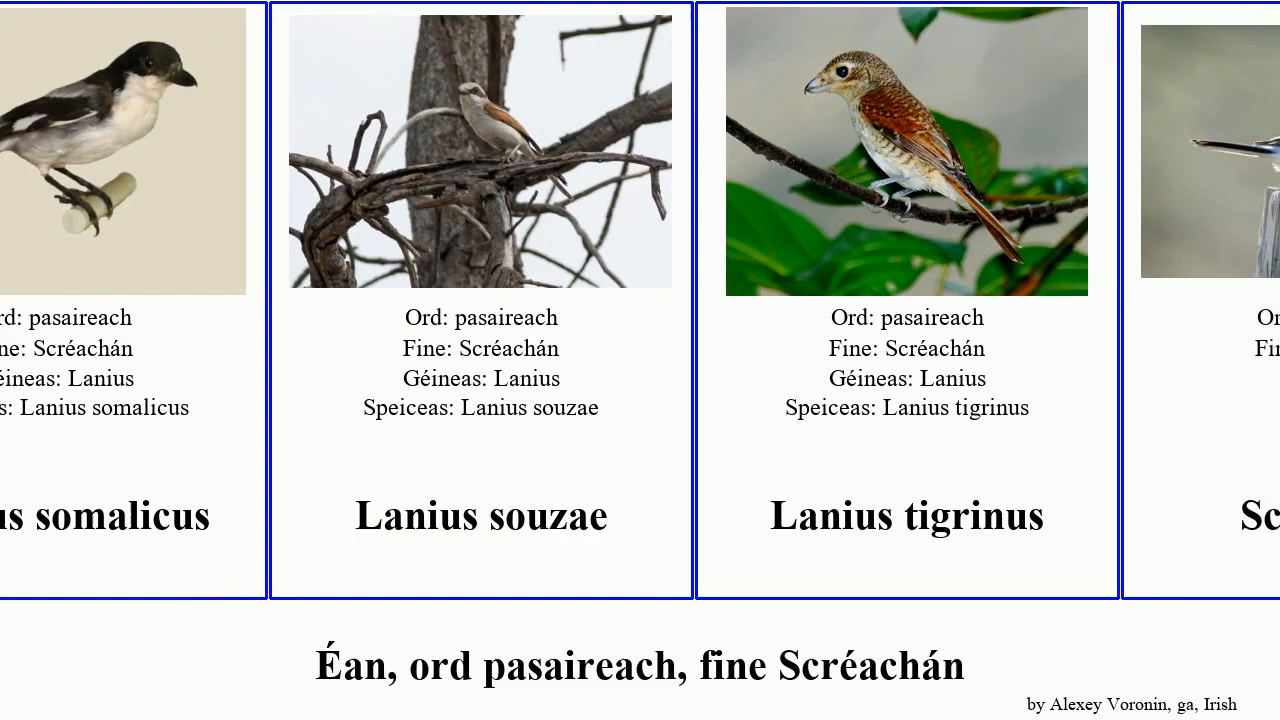 rd: pasaireach
ne: Scréachán
éineas: Lanius
s: Lanius somalicus
us somalicus
Ord: pasaireach
Fine: Scréachán
Géineas: Lanius
Speiceas: Lanius souzae
Lanius souzae
Ord: pasaireach
Fine: Scréachán
Géineas: Lanius
Speiceas: Lanius tigrinus
Lanius tigrinus
Or
Fin
Sc
Éan, ord pasaireach, fine Scréachán
by Alexey Voronin, ga, Irish